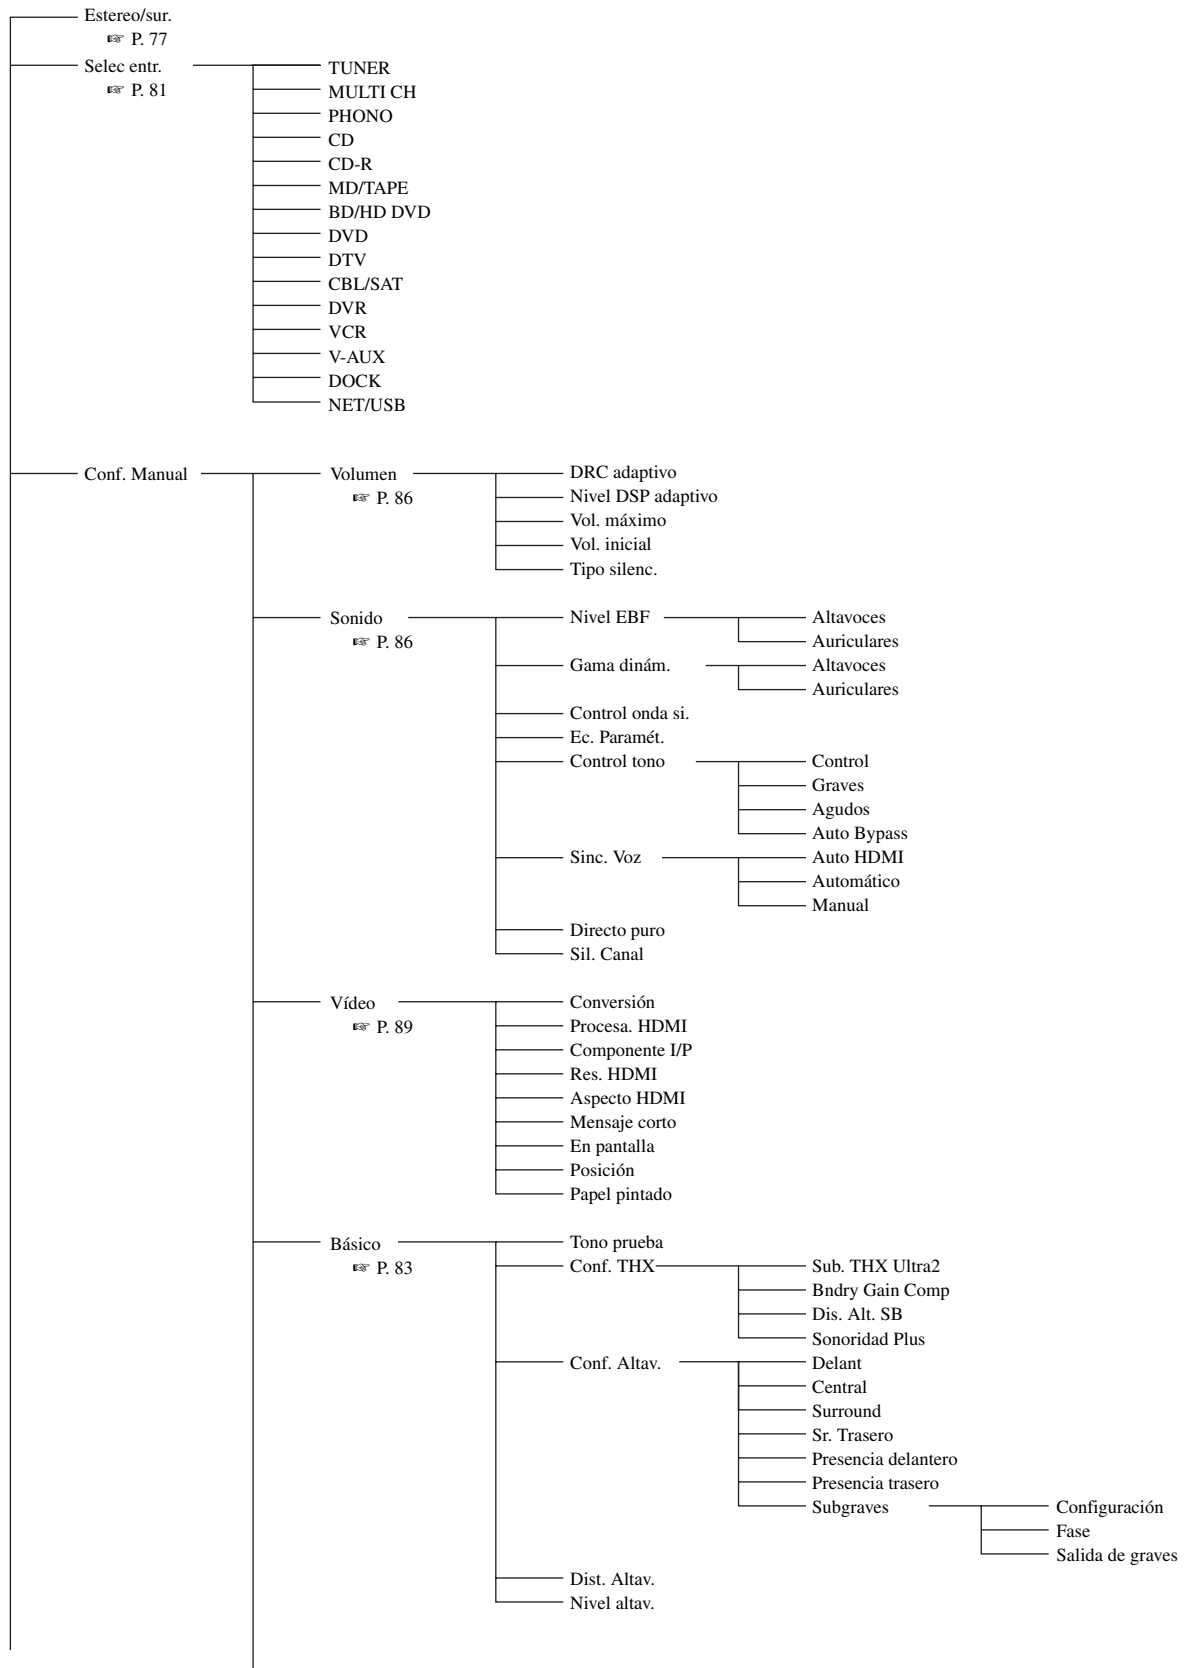 Estereo/sur.
☞ P. 77
Selec entr.
☞ P. 81
TUNER
MULTI CH
PHONO
CD
CD-R
MD/TAPE
BD/HD DVD
DVD
DTV
CBL/SAT
DVR
VCR
V-AUX
DOCK
NET/USB
Conf. Manual
Volumen
☞ P. 86
DRC adaptivo
Nivel DSP adaptivo
Vol. máximo
Vol. inicial
Tipo silenc.
Sonido
☞ P. 86
Nivel EBF
Altavoces
Auriculares
Gama dinám.
Altavoces
Auriculares
Control onda si.
Ec. Paramét.
Control tono
Control
Graves
Agudos
Auto Bypass
Sinc. Voz
Auto HDMI
Automático
Manual
Directo puro
Sil. Canal
Vídeo
☞ P. 89
Conversión
Procesa. HDMI
Componente I/P
Res. HDMI
Aspecto HDMI
Mensaje corto
En pantalla
Posición
Papel pintado
Básico
☞ P. 83
Tono prueba
Conf. THX
Sub. THX Ultra2
Bndry Gain Comp
Dis. Alt. SB
Sonoridad Plus
Conf. Altav.
Delant
Central
Surround
Sr. Trasero
Presencia delantero
Presencia trasero
Subgraves
Configuración
Fase
Salida de graves
Dist. Altav.
Nivel altav.